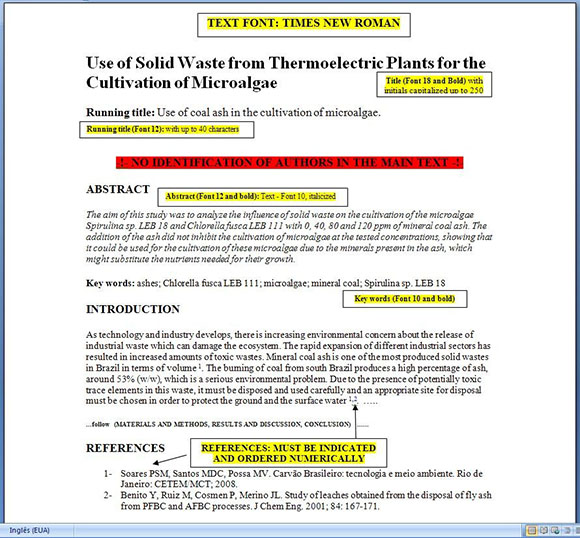 TEXT FONT: TIMES NEW ROMAN
Use of Solid Waste from Thermoelectric Plants for the
Cultivation of Microalgae
Title (Font 18 and Bold) with
initials capitalized up to 250
Running title: Use of coal ash in the cultivation of microalgae.
Running title (Font 12): with up to 40 characters
!- NO IDENTIFICATION OF AUTHORS IN THE MAIN TEXT -!
ABSTRACT
Abstract (Font 12 and bold): Text - Font 10, italicized
The aim of this study was to analyze the influence of solid waste on the cultivation of the microalgae
Spirulina sp. LEB 18 and Chlorella fusca LEB 111 with 0, 40, 80 and 120 ppm of mineral coal ash. The
addition of the ash did not inhibit the cultivation of microalgae at the tested concentrations, showing that
it could be used for the cultivation of these microalgae due to the minerals present in the ash, which
might substitute the nutrients needed for their growth.
Key words: ashes; Chlorella fusca LEB 111; microalgae; mineral coal; Spirulina sp. LEB 18
Key words (Font 10 and bold)
INTRODUCTION
As technology and industry develops, there is increasing environmental concern about the release of
industrial waste which can damage the ecosystem. The rapid expansion of different industrial sectors has
resulted in increased amounts of toxic wastes. Mineral coal ash is one of the most produced solid wastes
in Brazil in terms of volume 1. The burning of coal from south Brazil produces a high percentage of ash,
around 53% (w/w), which is a serious environmental problem. Due to the presence of potentially toxic
trace elements in this waste, it must be disposed and used carefully and an appropriate site for disposal
must be chosen in order to protect the ground and the surface water 1,2. .....
...follow (MATERIALS AND METHODS, RESULTS AND DISCUSSION, CONCLUSION) ......
REFERENCES
REFERENCES: MUST BE INDICATED
AND ORDERED NUMERICALLY
1- Soares PSM, Santos MDC, Possa MV. Carvão Brasileiro: tecnologia e meio ambiente. Rio de
Janeiro: CETEM/MCT; 2008.
2- Benito Y, Ruiz M, Cosmen P, Merino JL. Study of leachs obtained from the disposal of fly ash
from PFBC and AFBC processes. J Chem Eng. 2001; 84: 167-171.
Inglês (EUA)